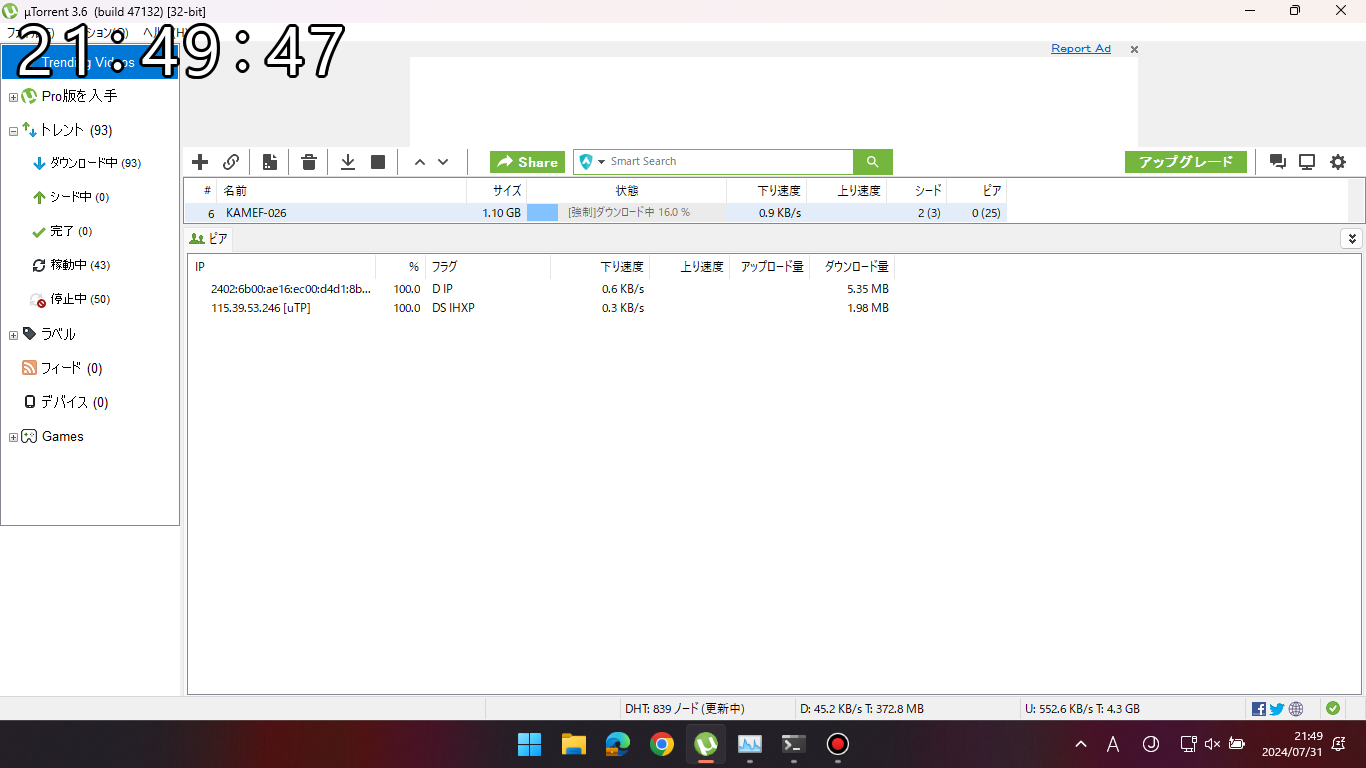 µTorrent 3.6 (build 47132) [32-bit]
21:49:47
Report Ad
Trending Videos
Pro版を入手
トレント (93)
ダウンロード中 (93)
シード中 (0)
完了 (0)
稼動中 (43)
停止中 (50)
ラベル
フィード (0)
デバイス (0)
Games
Share
Smart Search
アップグレード
# 名前 サイズ 状態 下り速度 上り速度 シード ピア
6 KAMEF-026 1.10 GB [強制]ダウンロード中 16.0 % 0.9 KB/s 2 (3) 0 (25)
ピア
IP % フラグ 下り速度 上り速度 アップロード量 ダウンロード量
2402:6b00:ae16:ec00:d4d1:8b... 100.0 D IP 0.6 KB/s 5.35 MB
115.39.53.246 [uTP] 100.0 DS IHXP 0.3 KB/s 1.98 MB
DHT: 839 ノード (更新中) D: 45.2 KB/s T: 372.8 MB U: 552.6 KB/s T: 4.3 GB
A
21:49
2024/07/31